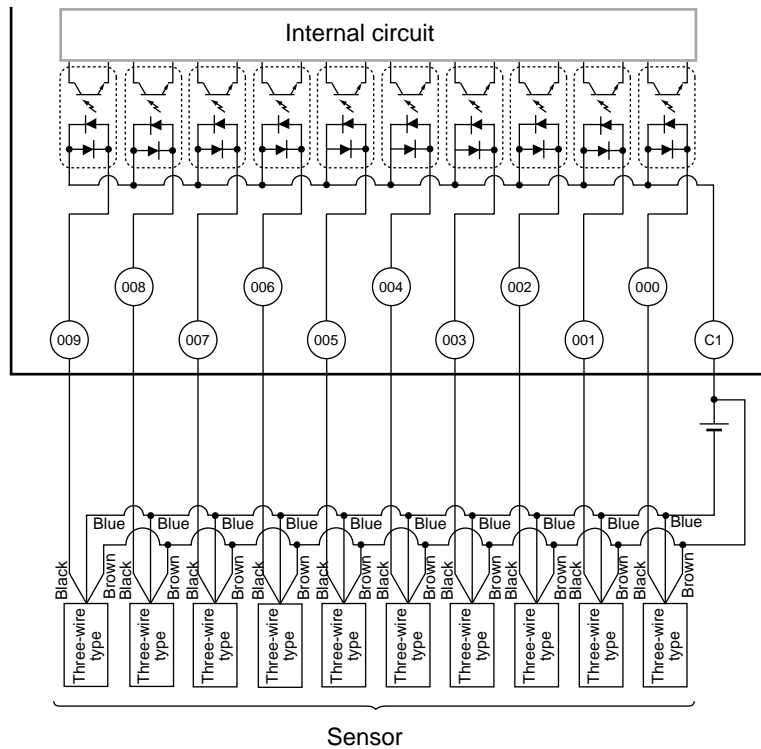 Internal circuit
008 006 004 002 000
009 007 005 003 001 C1
Blue Blue Blue Blue Blue Blue Blue Blue Blue Blue
Black Brown Black Brown Black Brown Black Brown Black Brown Black Brown Black Brown Black Brown Black Brown Black Brown
Three-wire type
Three-wire type
Three-wire type
Three-wire type
Three-wire type
Three-wire type
Three-wire type
Three-wire type
Three-wire type
Three-wire type
Sensor